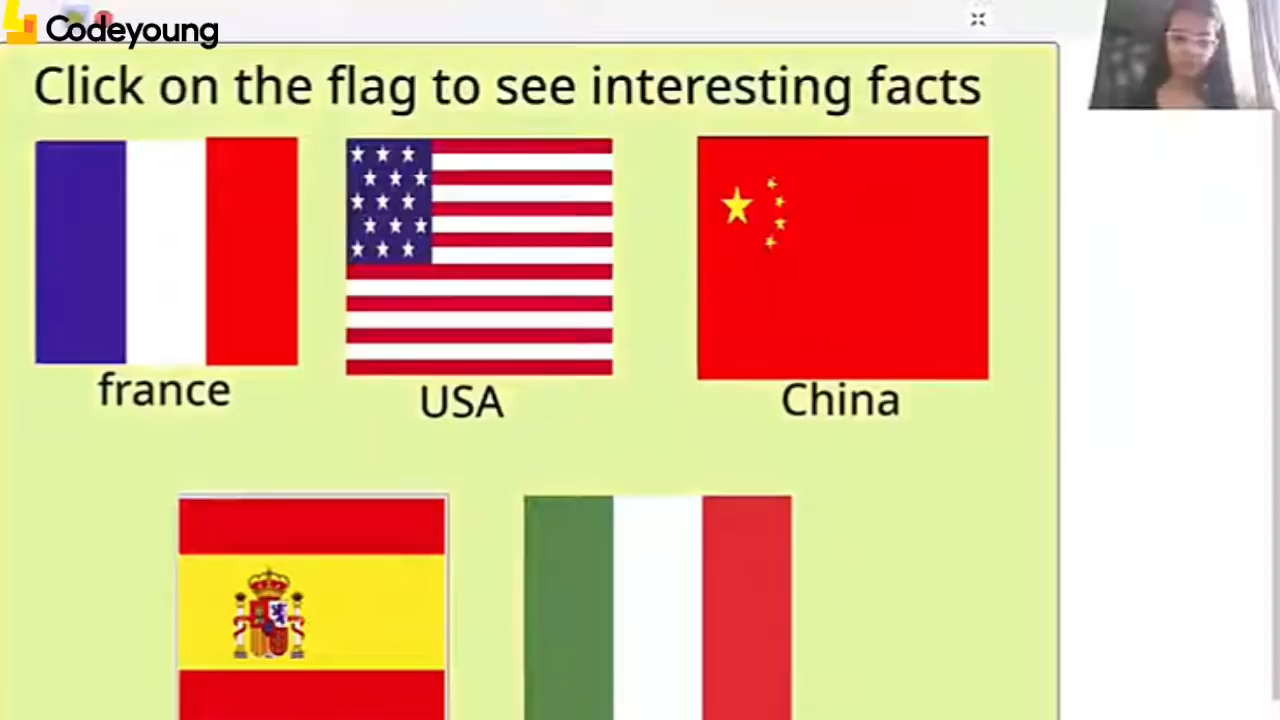 Codeyoung
Click on the flag to see interesting facts
france
USA
China